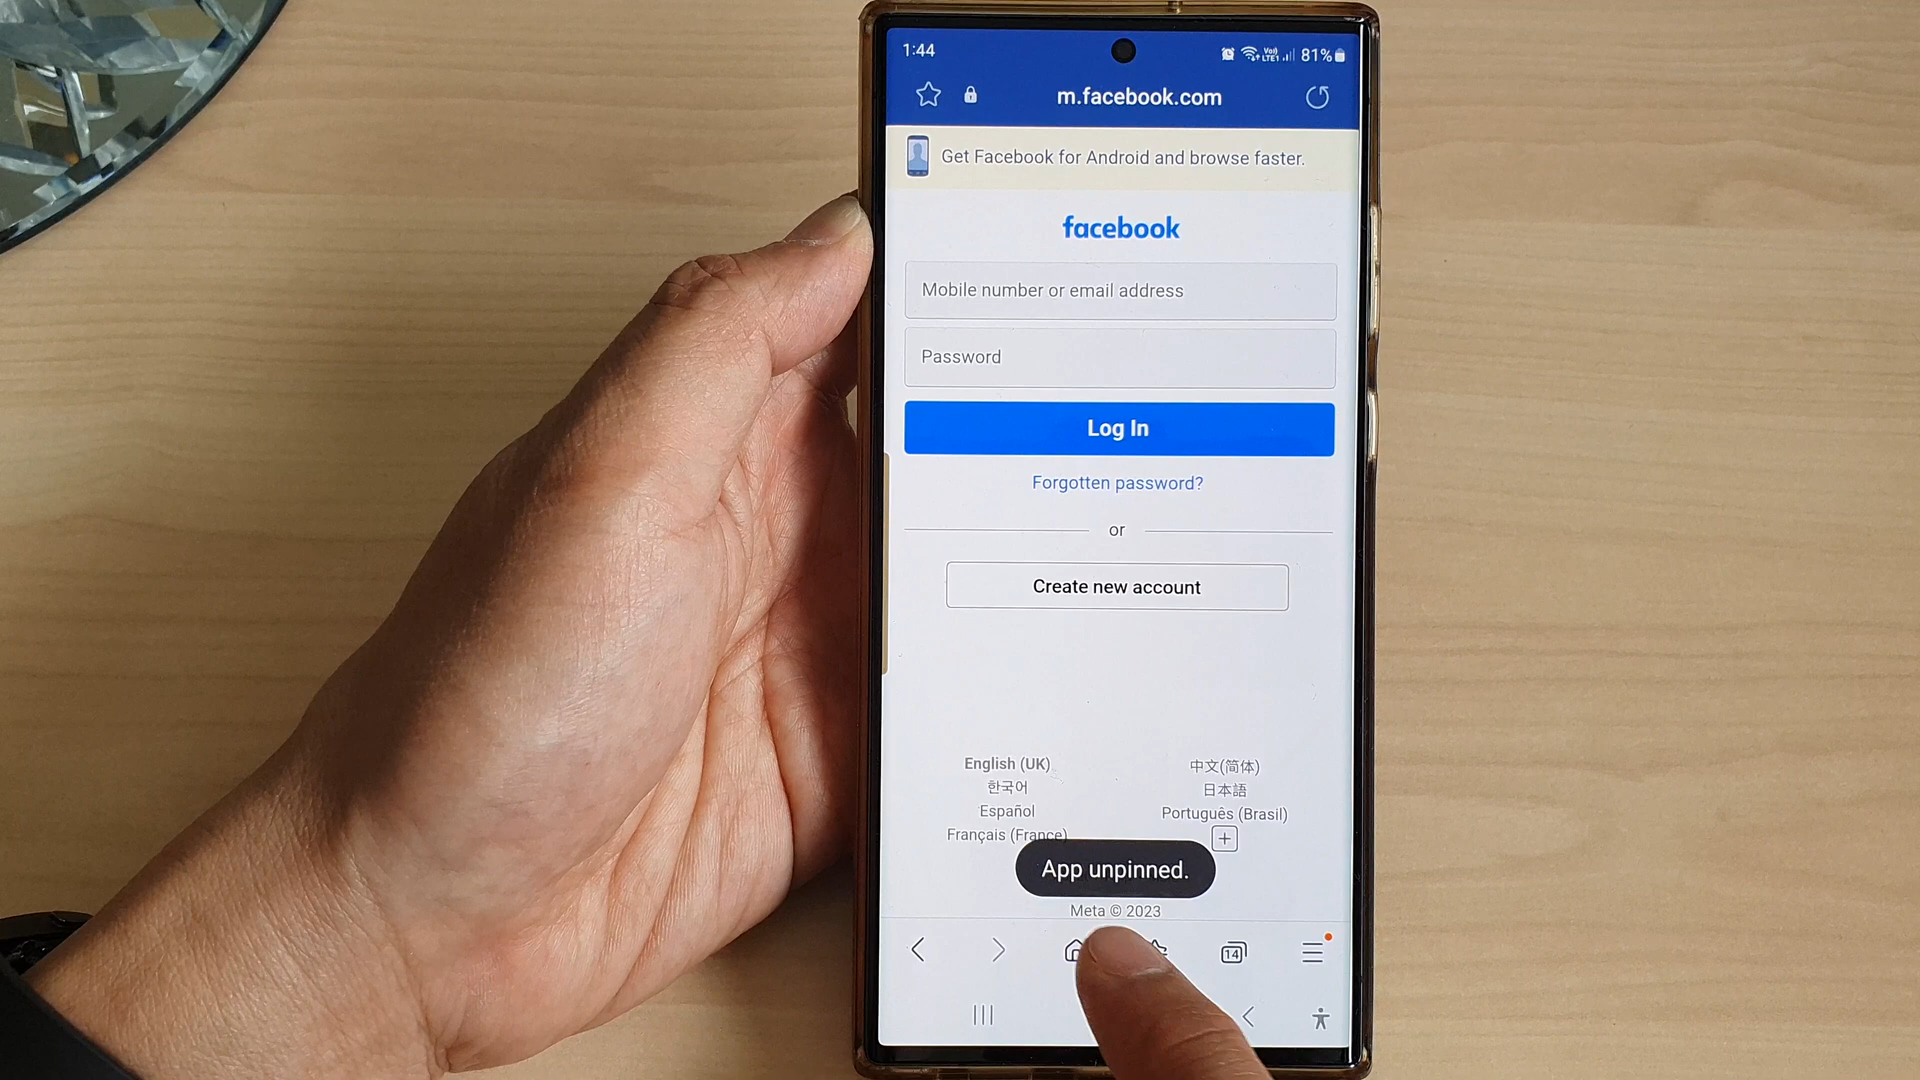 1:44
Vo)) LTE1 81%
m.facebook.com
Get Facebook for Android and browse faster.
facebook
Mobile number or email address
Password
Log In
Forgotten password?
or
Create new account
English (UK)
中文(简体)
한국어
日本語
Español
Português (Brasil)
Français (France)
App unpinned.
Meta © 2023
14